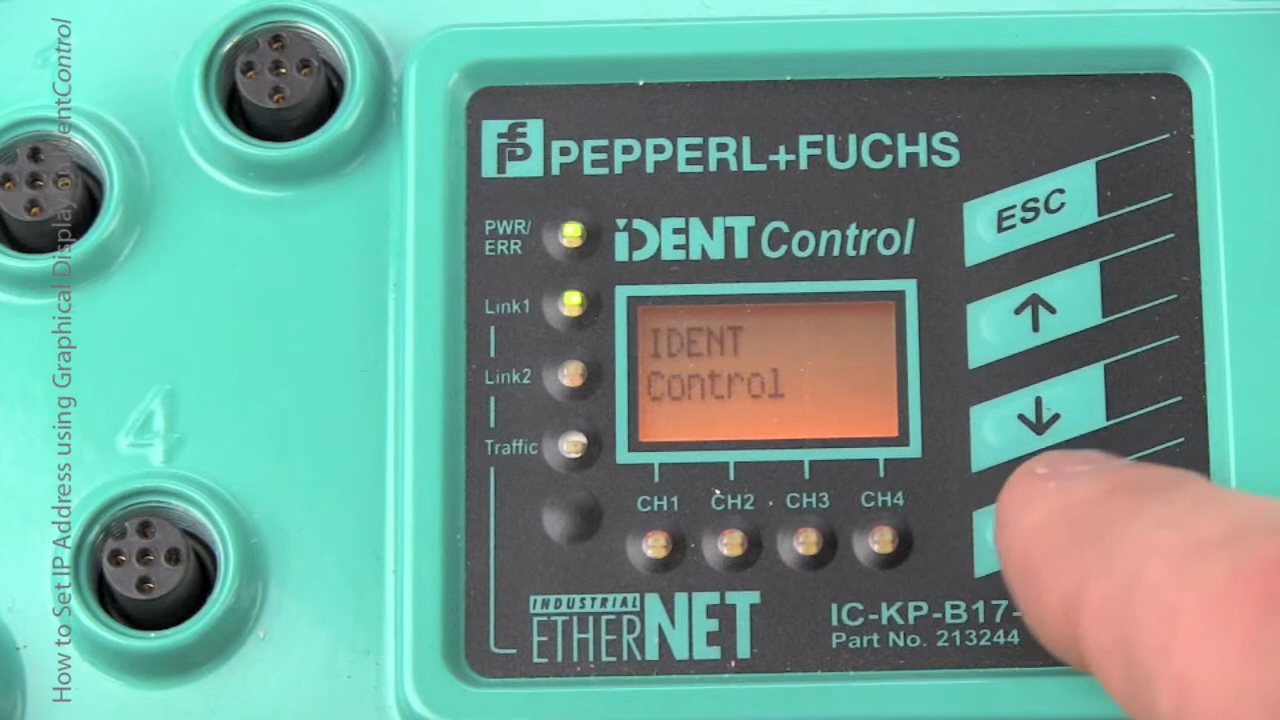 How to Set IP Address using Graphical Display
Control
4
PEPPERL+FUCHS
PWR/
ERR
IDENT Control
ESC
Link1
IDENT
Control
Link2
Traffic
CH1 CH2 CH3 CH4
INDUSTRIAL
ETHERNET
IC-KP-B17-
Part No. 213244